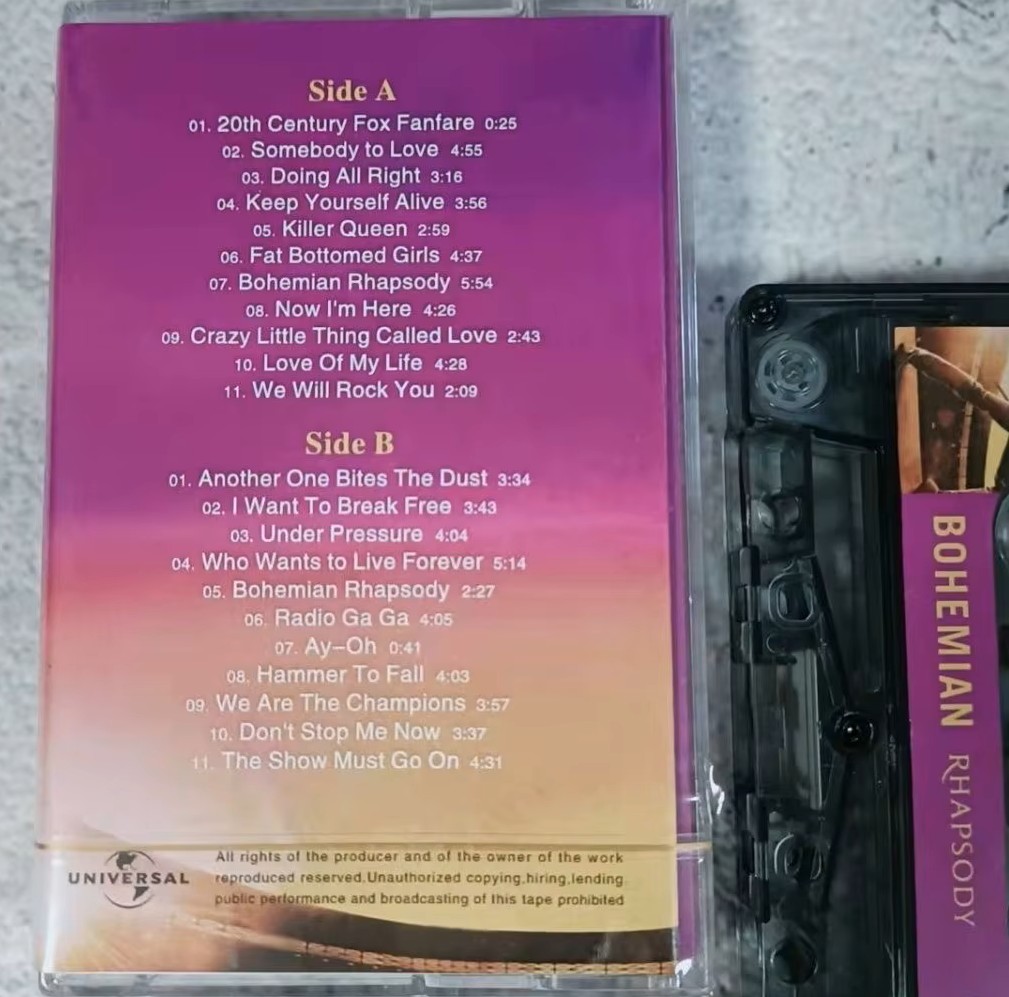 Side A
01. 20th Century Fox Fanfare 0:25
02. Somebody to Love 4:55
03. Doing All Right 3:16
04. Keep Yourself Alive 3:56
05. Killer Queen 2:59
06. Fat Bottomed Girls 4:37
07. Bohemian Rhapsody 5:54
08. Now I'm Here 4:26
09. Crazy Little Thing Called Love 2:43
10. Love Of My Life 4:28
11. We Will Rock You 2:09
Side B
01. Another One Bites The Dust 3:34
02. I Want To Break Free 3:43
03. Under Pressure 4:04
04. Who Wants to Live Forever 5:14
05. Bohemian Rhapsody 2:27
06. Radio Ga Ga 4:05
07. Ay-Oh 0:41
08. Hammer To Fall 4:03
09. We Are The Champions 3:57
10. Don't Stop Me Now 3:37
11. The Show Must Go On 4:31
UNIVERSAL
All rights of the producer and of the owner of the work
reproduced reserved.Unauthorized copying,hiring,lending
public performance and broadcasting of this tape prohibited
BOHEMIAN RHAPSODY